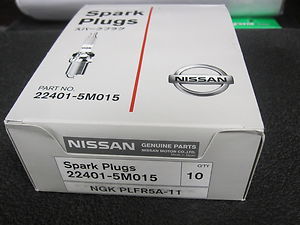 Spark
Plugs
スパークプラグ
PART NO.
22401-5M015
NISSAN
NISSAN
GENUINE PARTS
NISSAN MOTOR CO.,LTD.
Spark Plugs
22401-5M015
Q'TY
10
NGK PLFR5A-11